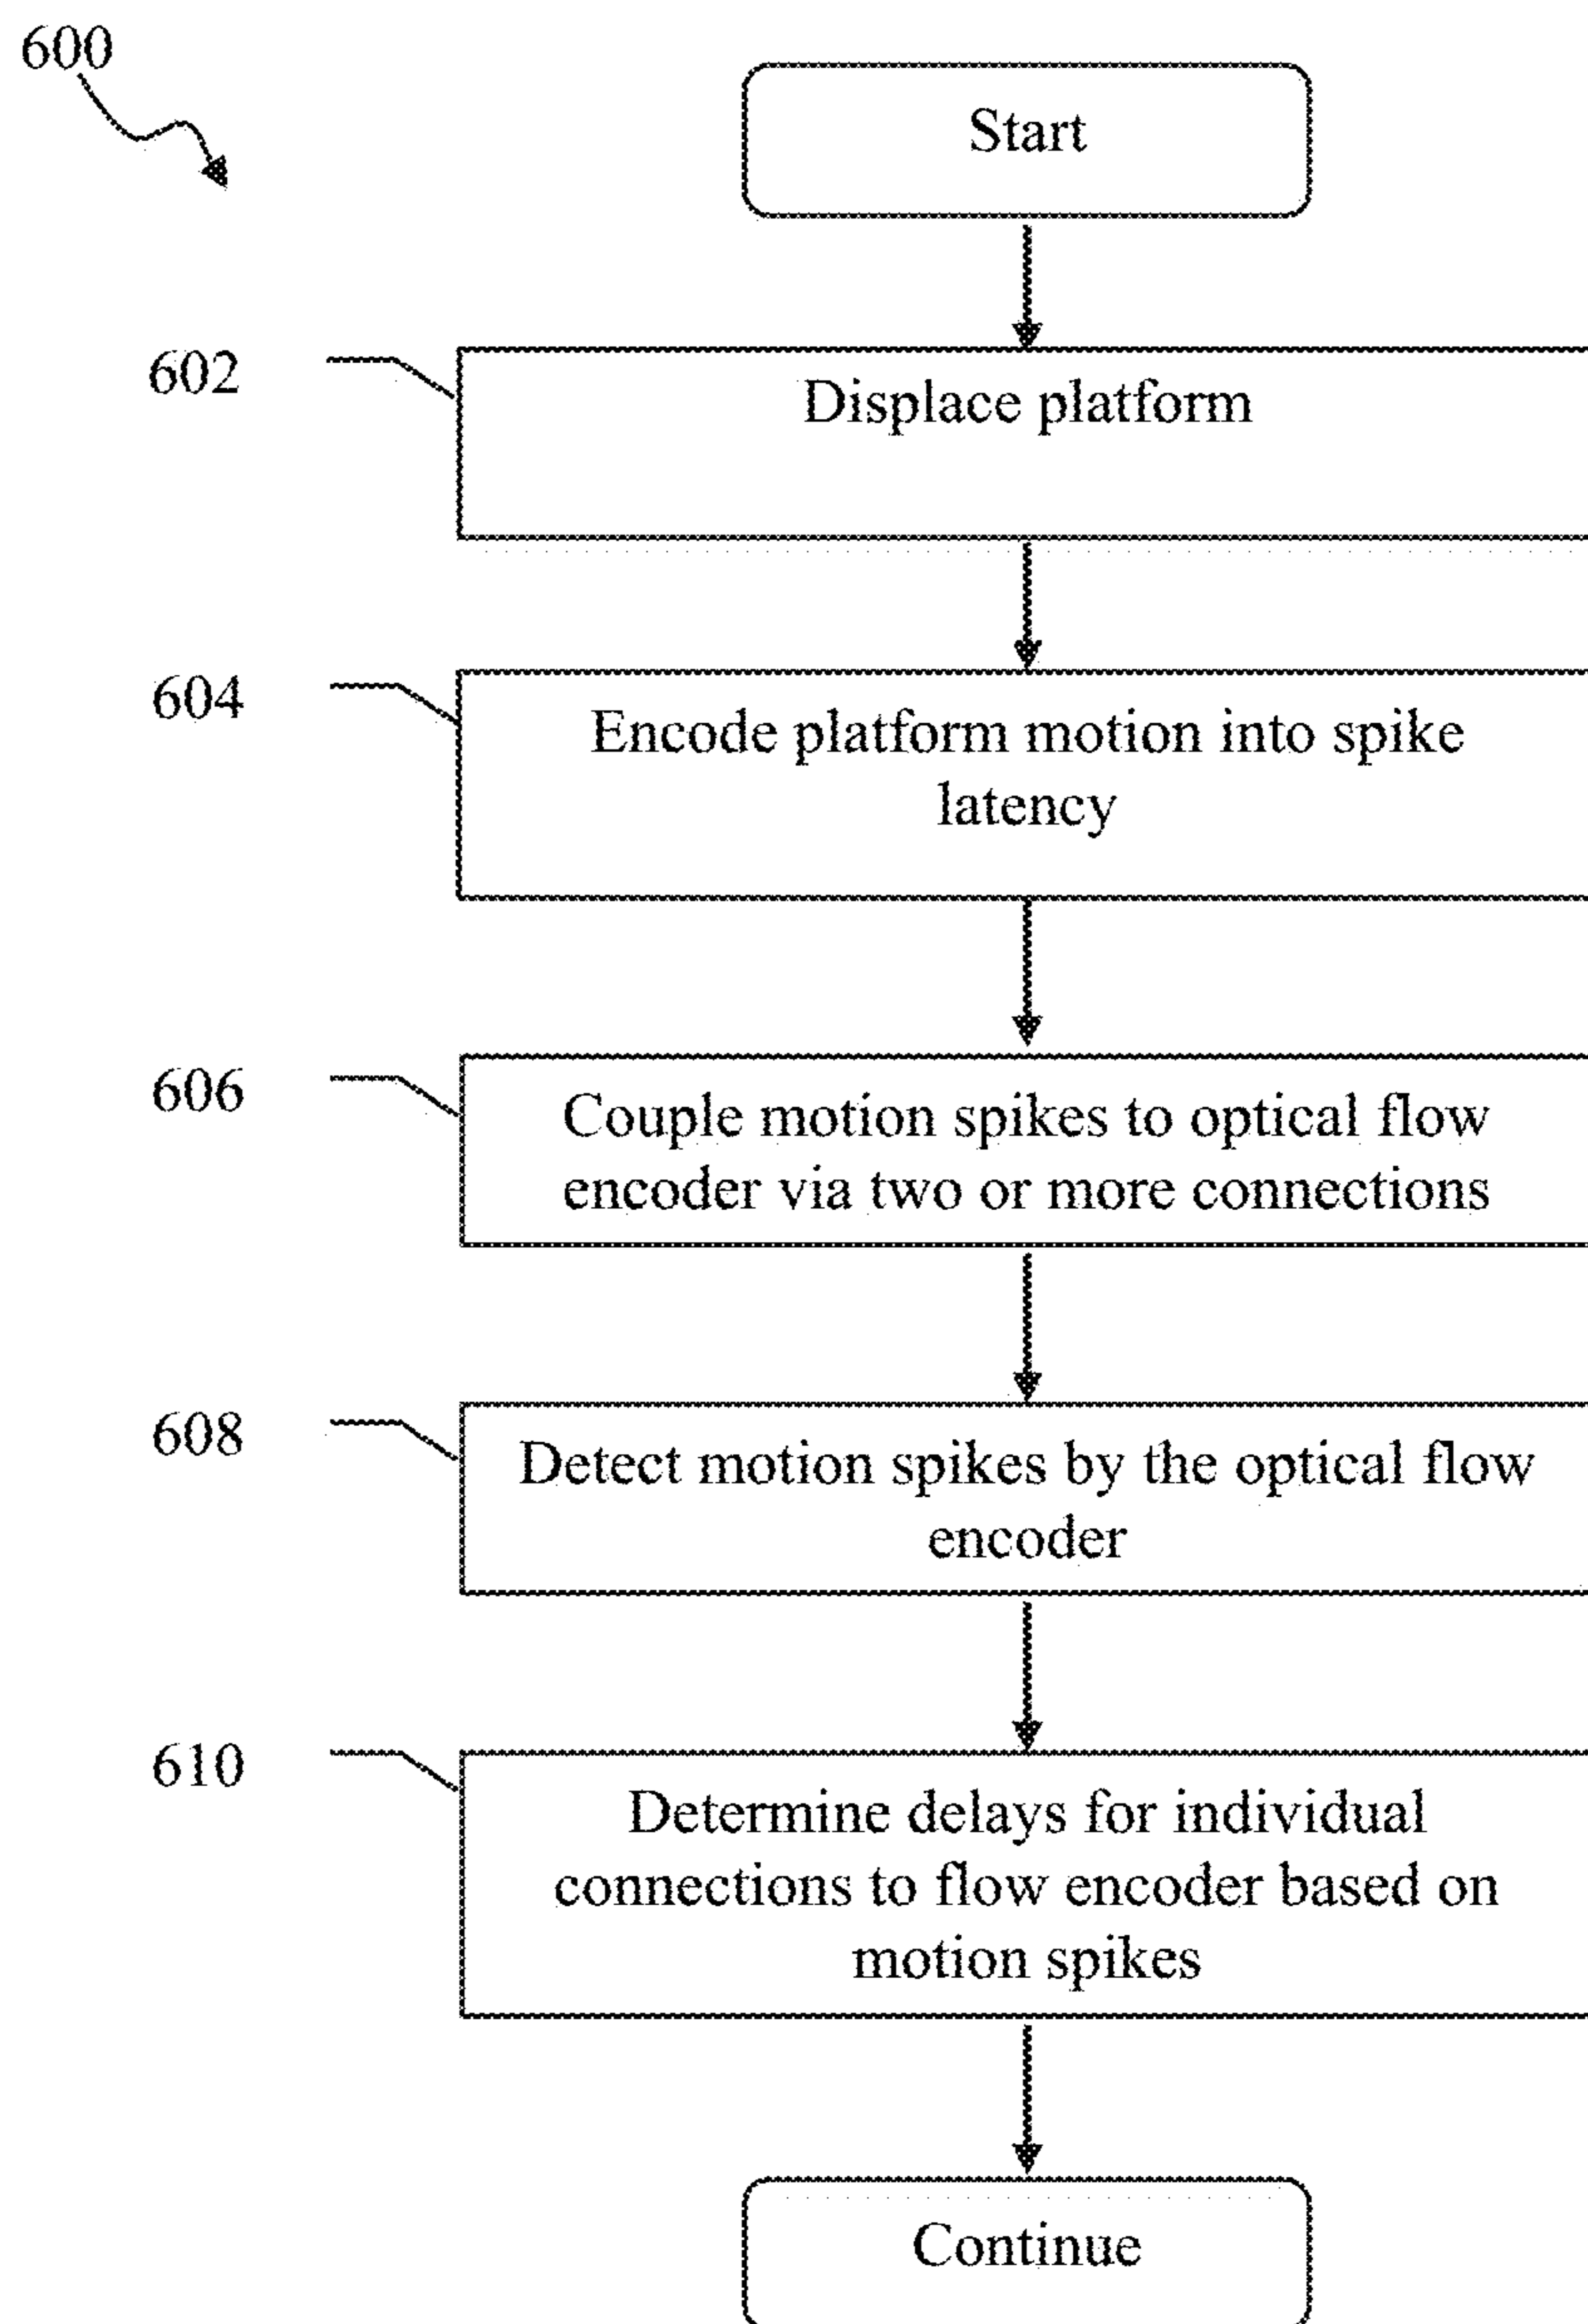 600
Start
602
Displace platform
604
Encode platform motion into spike
latency
606
Couple motion spikes to optical flow
encoder via two or more connections
608
Detect motion spikes by the optical flow
encoder
610
Determine delays for individual
connections to flow encoder based on
motion spikes
Continue